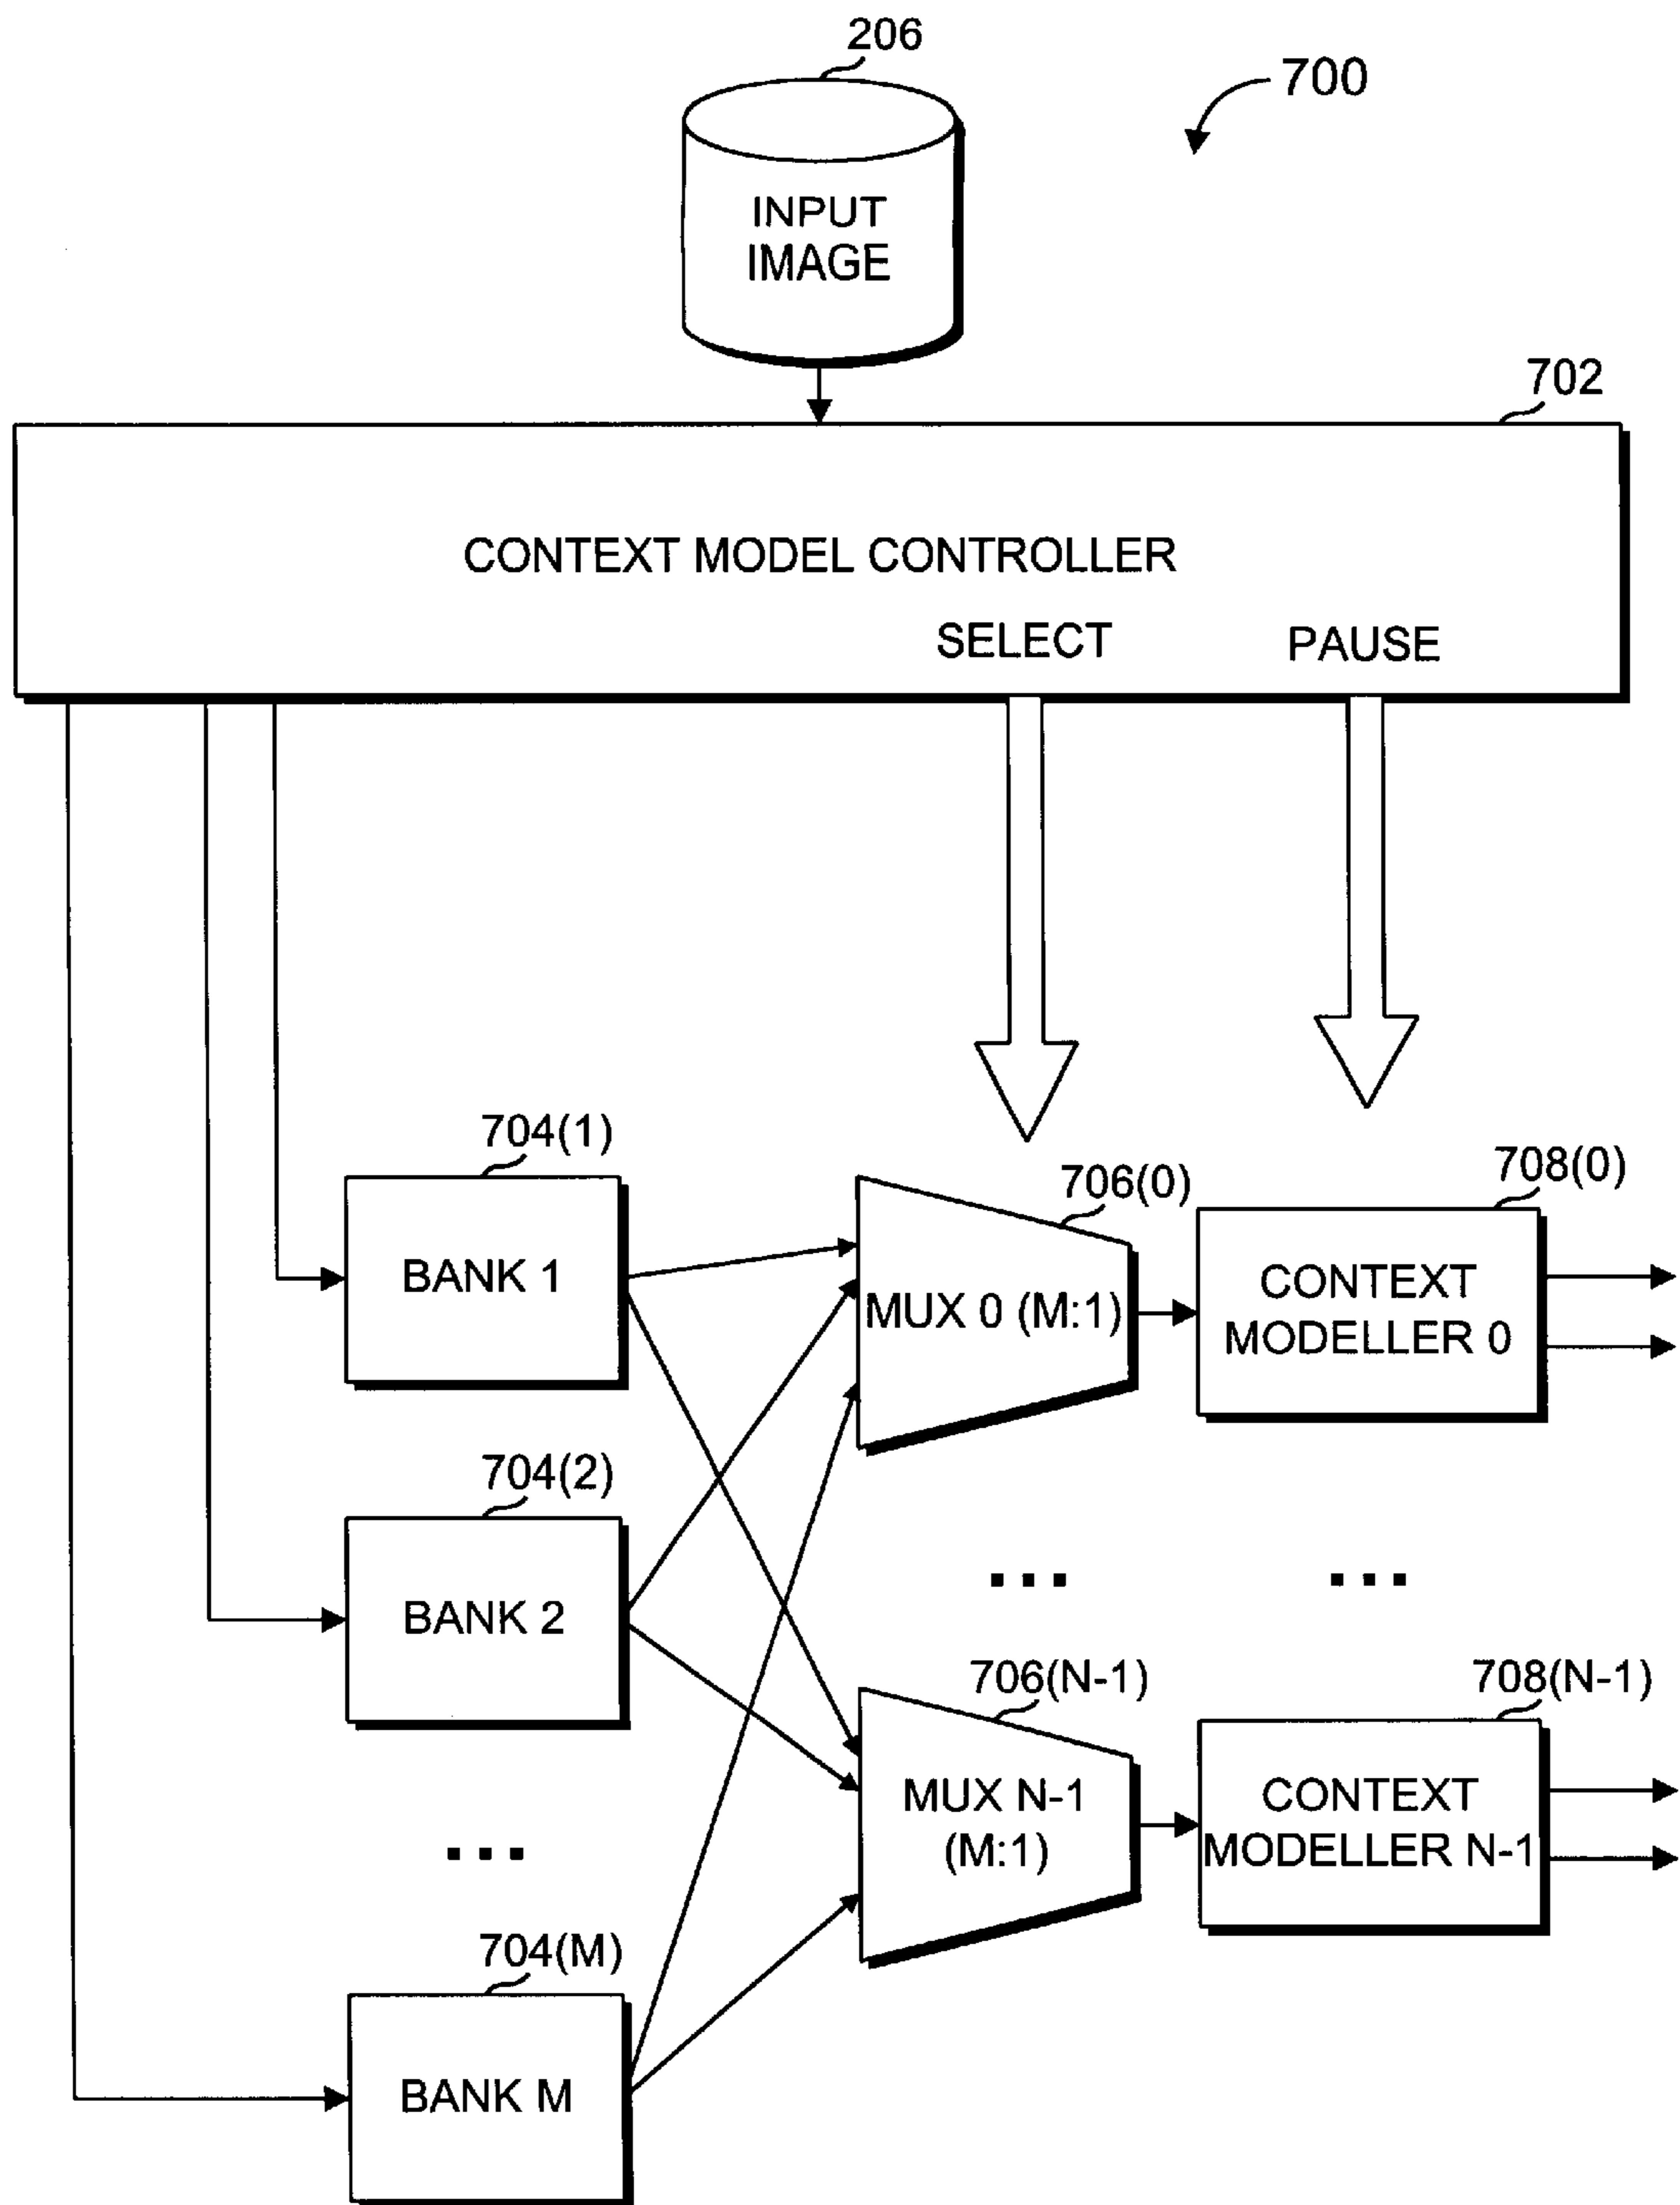 206
700
INPUT
IMAGE
702
CONTEXT MODEL CONTROLLER
SELECT
PAUSE
704(1)
706(0)
708(0)
BANK 1
MUX 0 (M:1)
CONTEXT
MODELLER 0
704(2)
BANK 2
...
...
706(N-1)
708(N-1)
MUX N-1
(M:1)
CONTEXT
MODELLER N-1
...
704(M)
BANK M